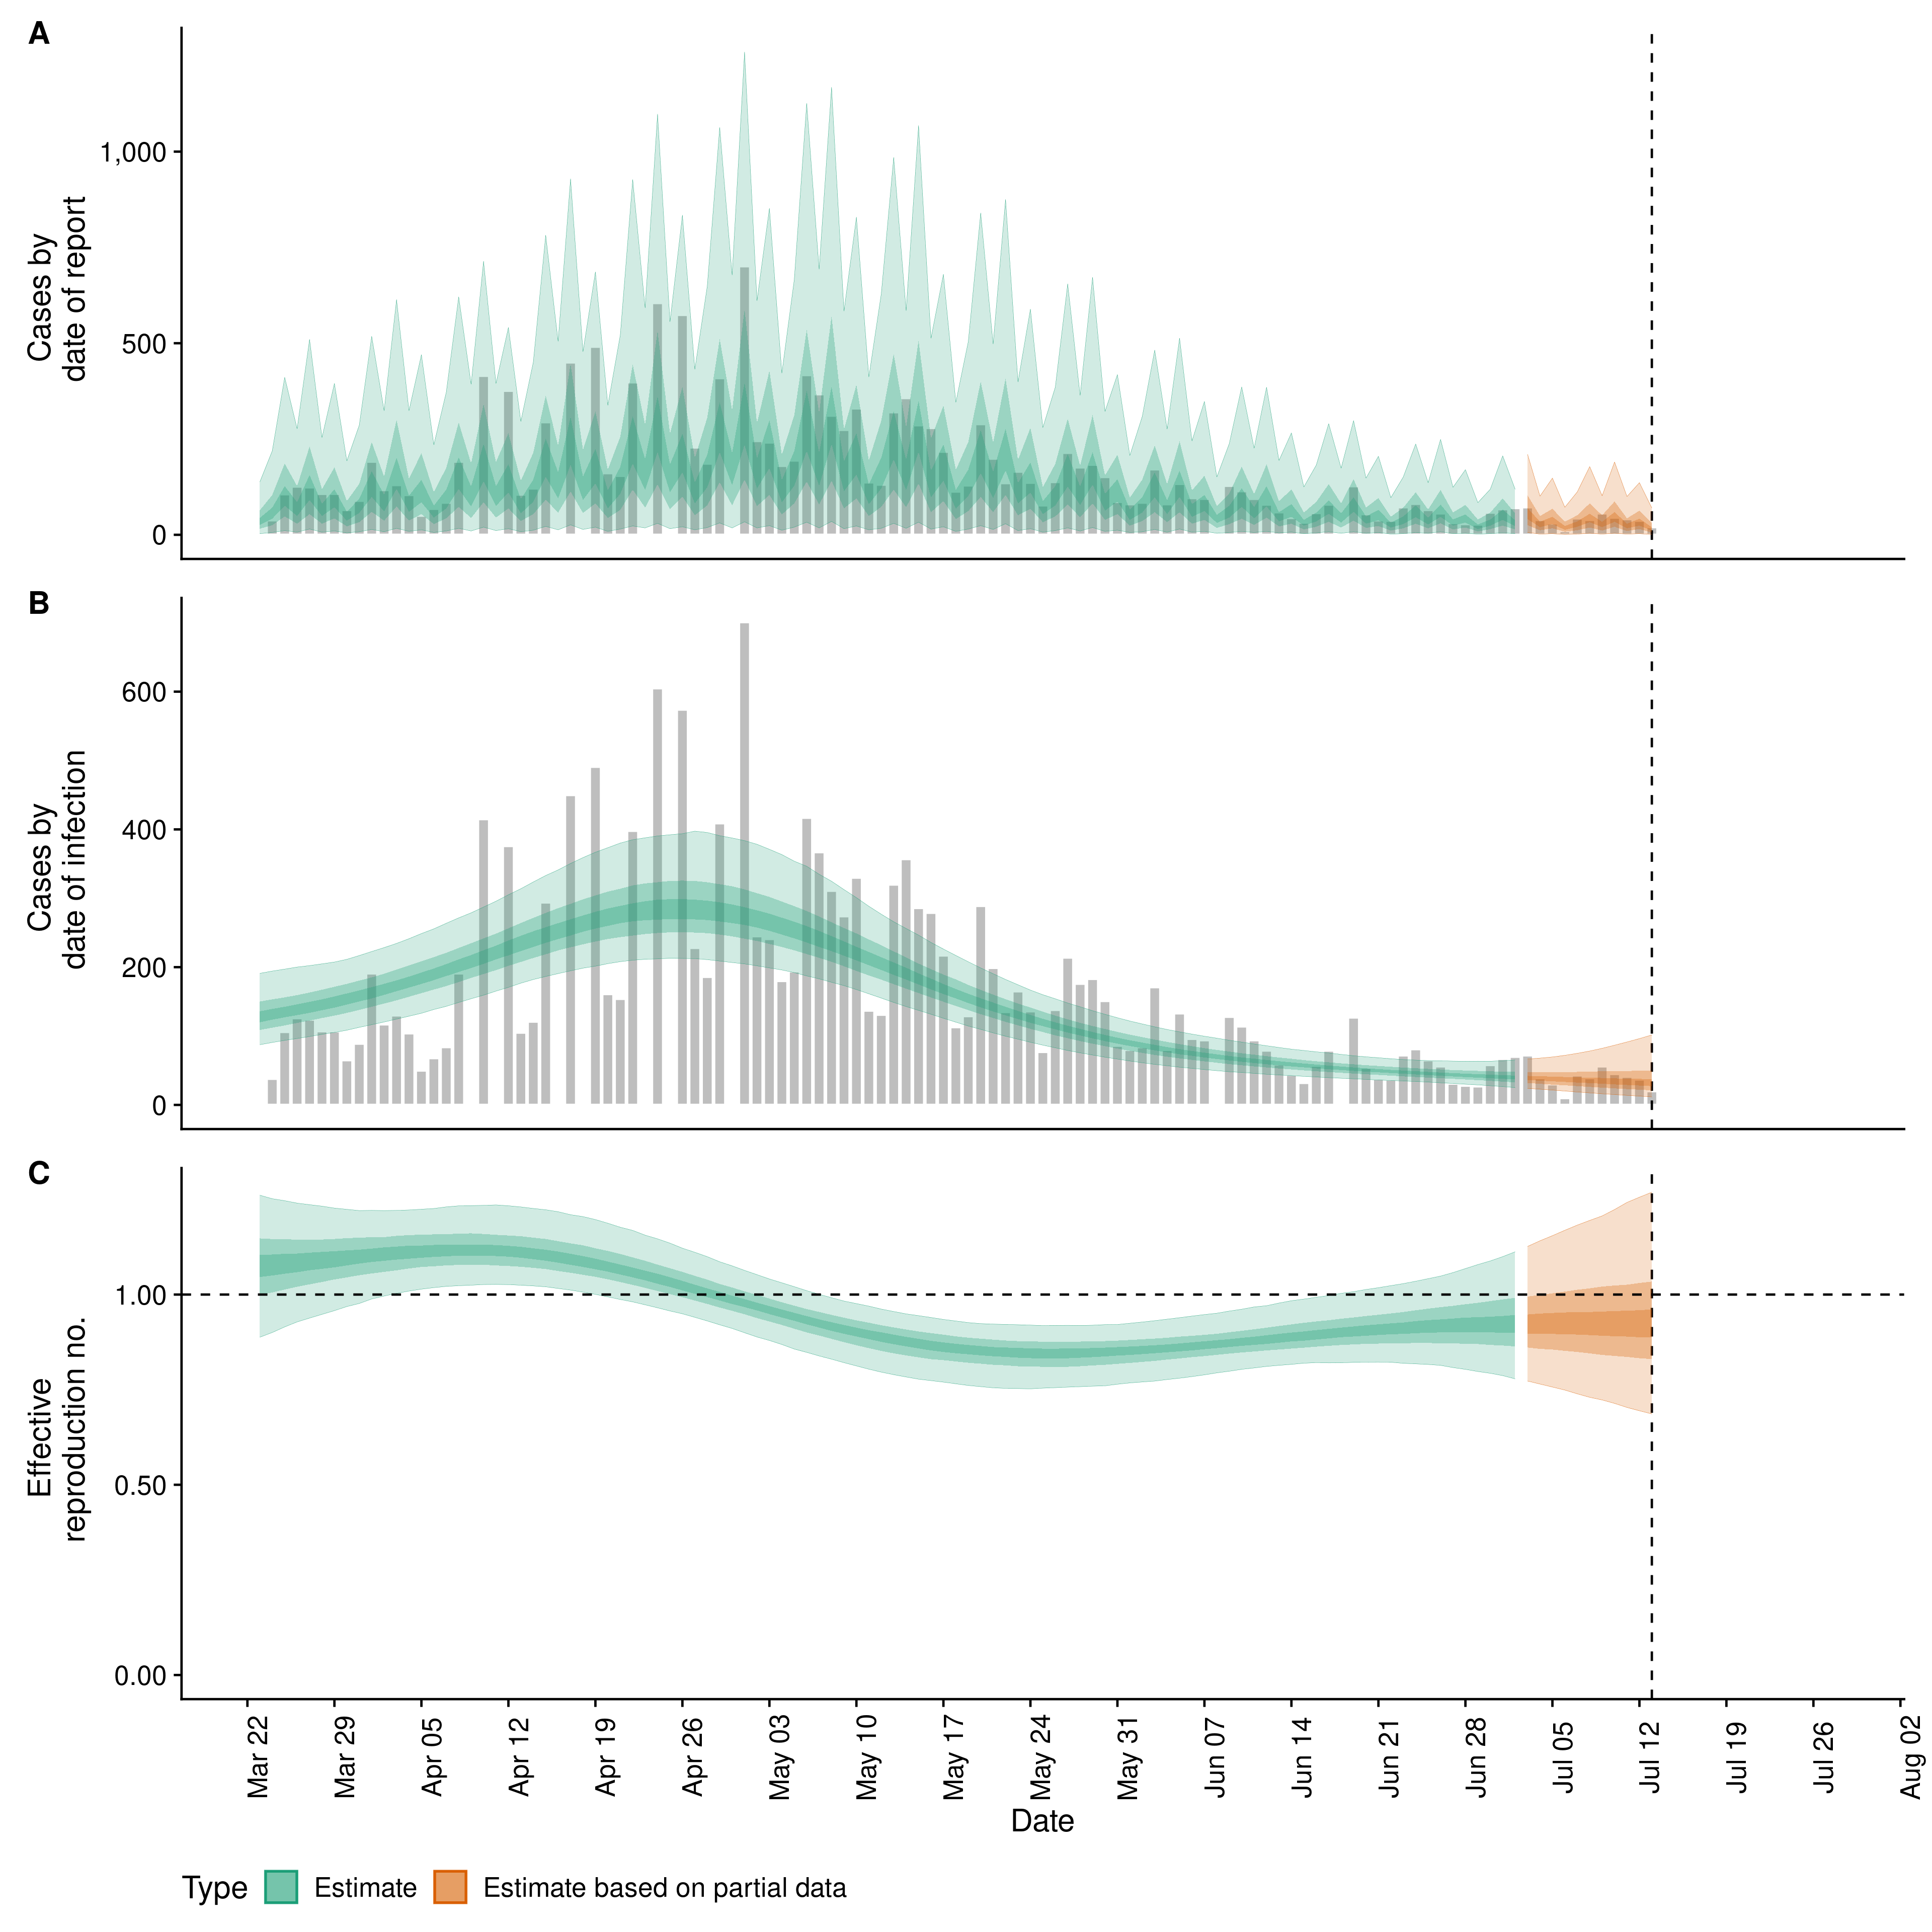 A
Cases by
date of report
1,000
500
0
B
Cases by
date of infection
600
400
200
0
C
Effective
reproduction no.
1.00
0.50
0.00
Mar 22
Mar 29
Apr 05
Apr 12
Apr 19
Apr 26
May 03
May 10
May 17
May 24
May 31
Jun 07
Jun 14
Jun 21
Jun 28
Jul 05
Jul 12
Jul 19
Jul 26
Aug 02
Date
Type Estimate Estimate based on partial data